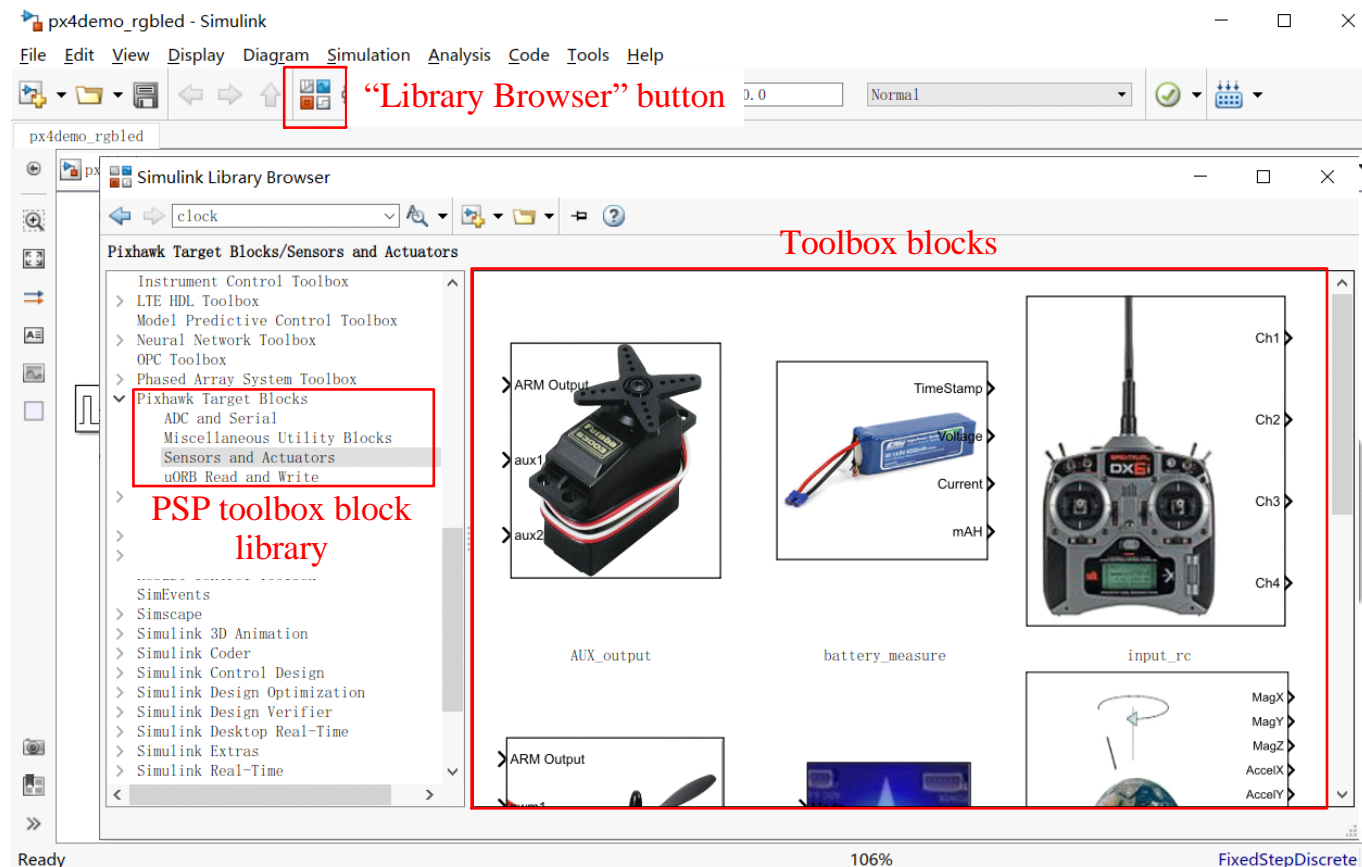 px4demo_rgbled - Simulink
File Edit View Display Diagram Simulation Analysis Code Tools Help
“Library Browser” button
0.0
Normal
px4demo_rgbled
px
Simulink Library Browser
clock
Pixhawk Target Blocks/Sensors and Actuators
Toolbox blocks
Instrument Control Toolbox
LTE HDL Toolbox
Model Predictive Control Toolbox
Neural Network Toolbox
OPC Toolbox
Phased Array System Toolbox
Pixhawk Target Blocks
ADC and Serial
Miscellaneous Utility Blocks
Sensors and Actuators
uORB Read and Write
PSP toolbox block
library
SimEvents
Simscape
Simulink 3D Animation
Simulink Coder
Simulink Control Design
Simulink Design Optimization
Simulink Design Verifier
Simulink Desktop Real-Time
Simulink Extras
Simulink Real-Time
ARM Output
aux1
aux2
Futaba
S3003
AUX_output
TimeStamp
Voltage
Current
mAH
battery_measure
Ch1
Ch2
Ch3
Ch4
SPEKTRUM
DX6i
input_rc
ARM Output
pwm1
MagX
MagY
MagZ
AccelX
AccelY
Ready
106%
FixedStepDiscrete